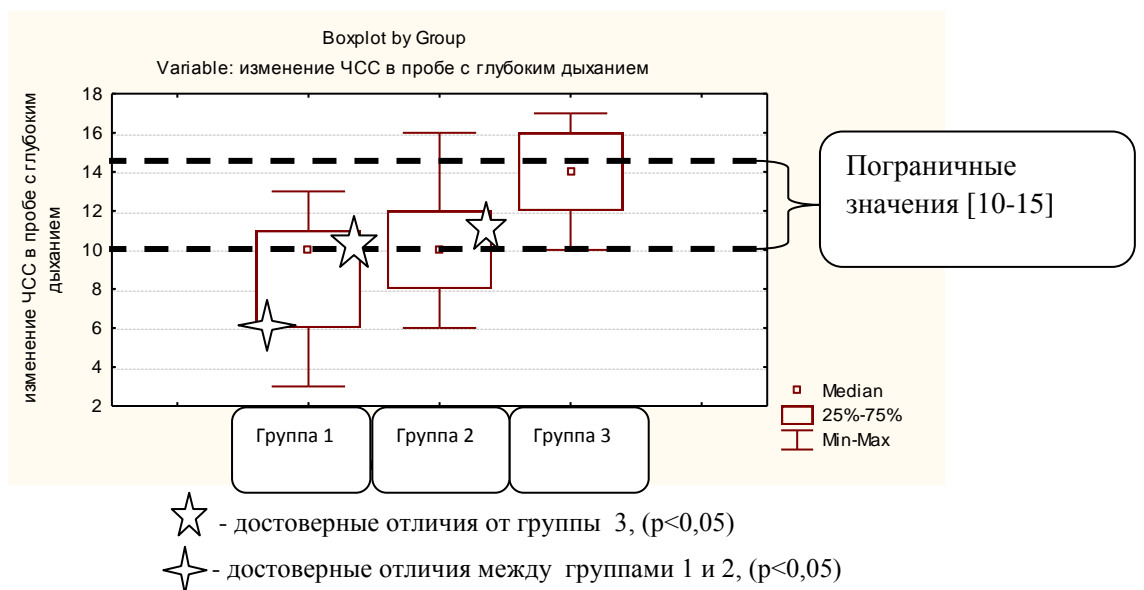 Boxplot by Group
Variable: изменение ЧСС в пробе с глубоким дыханием
изменение ЧСС в пробе с глубоким
дыханием
18
16
14
12
10
8
6
4
2
Пограничные
значения [10-15]
Median
25%-75%
Min-Max
Группа 1
Группа 2
Группа 3
- достоверные отличия от группы 3, (p<0,05)
- достоверные отличия между группами 1 и 2, (p<0,05)